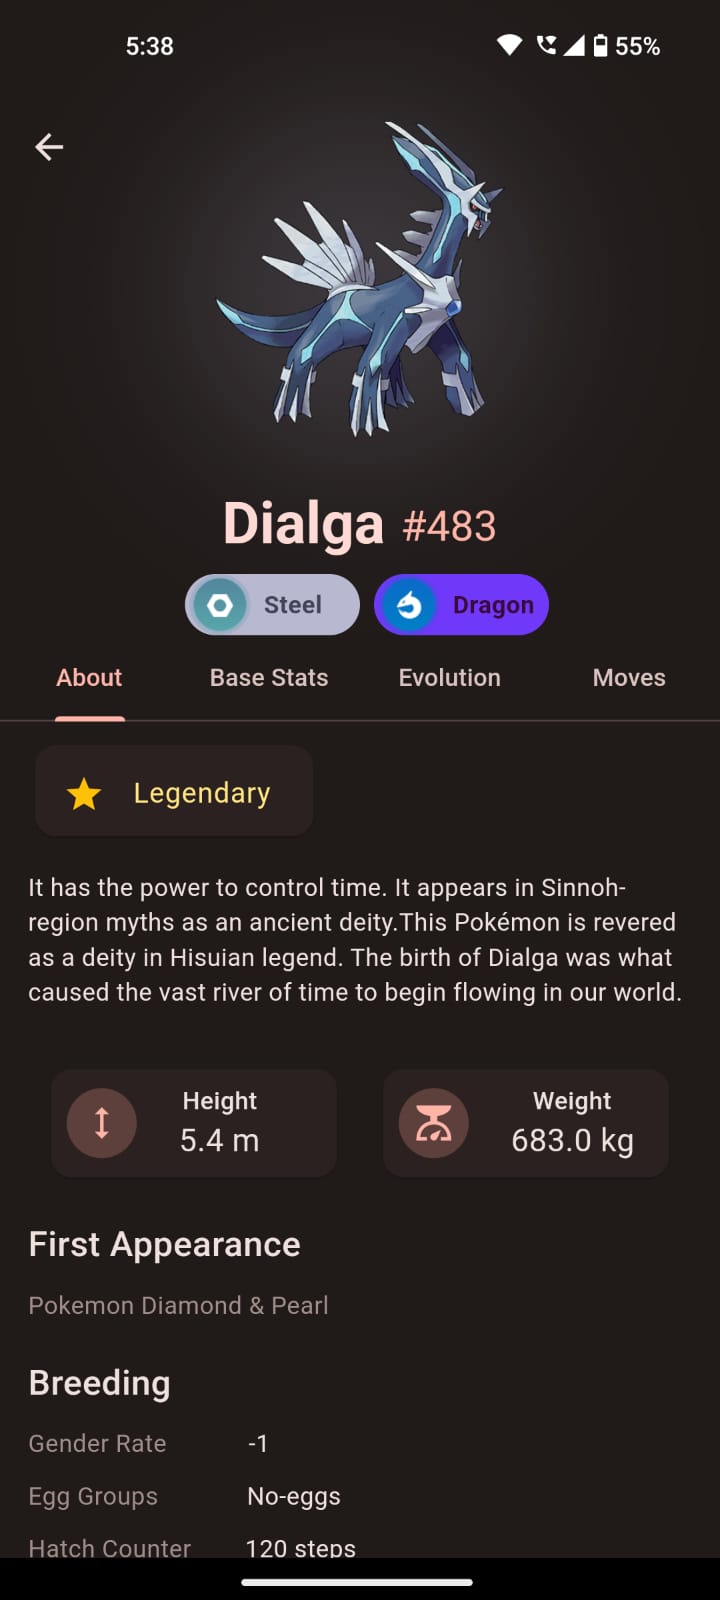 5:38
55%
Dialga #483
Steel
Dragon
About
Base Stats
Evolution
Moves
Legendary
It has the power to control time. It appears in Sinnoh-
region myths as an ancient deity.This Pokémon is revered
as a deity in Hisuian legend. The birth of Dialga was what
caused the vast river of time to begin flowing in our world.
Height
5.4 m
Weight
683.0 kg
First Appearance
Pokemon Diamond & Pearl
Breeding
Gender Rate -1
Egg Groups No-eggs
Hatch Counter 120 steps